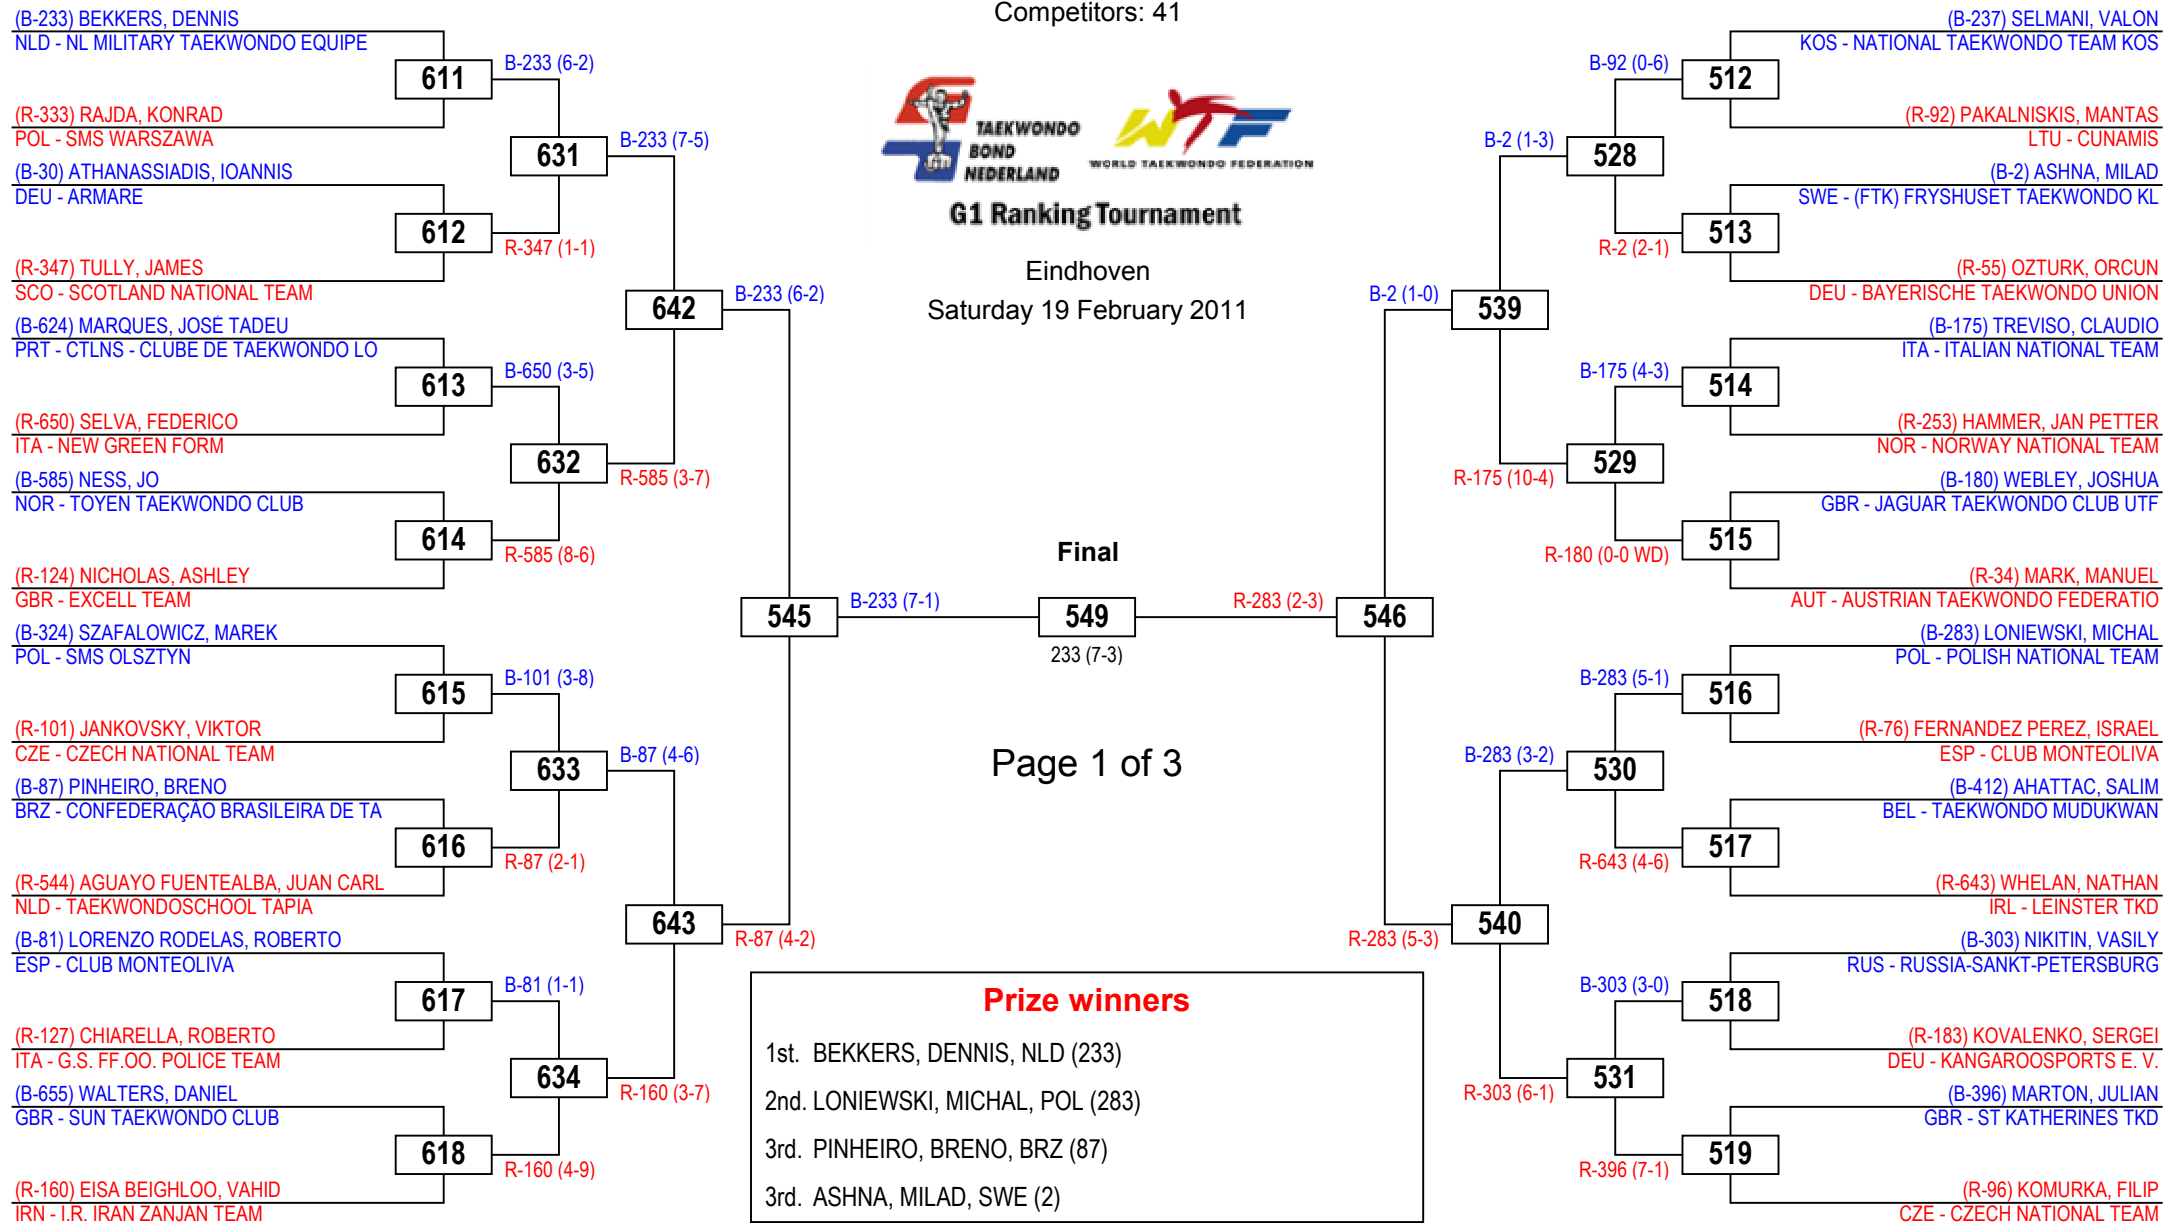 (B-233) BEKKERS, DENNIS
NLD - NL MILITARY TAEKWONDO EQUIPE
(R-333) RAJDA, KONRAD
POL - SMS WARSZAWA
(B-30) ATHANASSIADIS, IOANNIS
DEU - ARMARE
(R-347) TULLY, JAMES
SCO - SCOTLAND NATIONAL TEAM
(B-624) MARQUES, JOSÉ TADEU
PRT - CTLNS - CLUBE DE TAEKWONDO LO
(R-650) SELVA, FEDERICO
ITA - NEW GREEN FORM
(B-585) NESS, JO
NOR - TOYEN TAEKWONDO CLUB
(R-124) NICHOLAS, ASHLEY
GBR - EXCELL TEAM
(B-324) SZAFALOWICZ, MAREK
POL - SMS OLSZTYN
(R-101) JANKOVSKY, VIKTOR
CZE - CZECH NATIONAL TEAM
(B-87) PINHEIRO, BRENO
BRZ - CONFEDERAÇÃO BRASILEIRA DE TA
(R-544) AGUAYO FUENTEALBA, JUAN CARL
NLD - TAEKWONDOSCHOOL TAPIA
(B-81) LORENZO RODELAS, ROBERTO
ESP - CLUB MONTEOLIVA
(R-127) CHIARELLA, ROBERTO
ITA - G.S. FF.OO. POLICE TEAM
(B-655) WALTERS, DANIEL
GBR - SUN TAEKWONDO CLUB
(R-160) EISA BEIGHLOO, VAHID
IRN - I.R. IRAN ZANJAN TEAM
611
612
613
614
615
616
617
618
B-233 (6-2)
R-347 (1-1)
B-650 (3-5)
R-585 (8-6)
B-101 (3-8)
R-87 (2-1)
B-81 (1-1)
R-160 (4-9)
631
632
633
634
B-233 (7-5)
R-585 (3-7)
B-87 (4-6)
R-160 (3-7)
642
643
B-233 (6-2)
R-87 (4-2)
545
B-233 (7-1)
Competitors: 41
TAEKWONDO
BOND
NEDERLAND
WTF
WORLD TAEKWONDO FEDERATION
G1 Ranking Tournament
Eindhoven
Saturday 19 February 2011
Final
549
233 (7-3)
Page 1 of 3
Prize winners
1st. BEKKERS, DENNIS, NLD (233)
2nd. LONIEWSKI, MICHAL, POL (283)
3rd. PINHEIRO, BRENO, BRZ (87)
3rd. ASHNA, MILAD, SWE (2)
R-283 (2-3)
546
B-2 (1-0)
R-283 (5-3)
539
540
B-2 (1-3)
R-175 (10-4)
B-283 (3-2)
R-303 (6-1)
528
529
530
531
B-92 (0-6)
R-2 (2-1)
B-175 (4-3)
R-180 (0-0 WD)
B-283 (5-1)
R-643 (4-6)
B-303 (3-0)
R-396 (7-1)
512
513
514
515
516
517
518
519
(B-237) SELMANI, VALON
KOS - NATIONAL TAEKWONDO TEAM KOS
(R-92) PAKALNISKIS, MANTAS
LTU - CUNAMIS
(B-2) ASHNA, MILAD
SWE - (FTK) FRYSHUSET TAEKWONDO KL
(R-55) OZTURK, ORCUN
DEU - BAYERISCHE TAEKWONDO UNION
(B-175) TREVISO, CLAUDIO
ITA - ITALIAN NATIONAL TEAM
(R-253) HAMMER, JAN PETTER
NOR - NORWAY NATIONAL TEAM
(B-180) WEBLEY, JOSHUA
GBR - JAGUAR TAEKWONDO CLUB UTF
(R-34) MARK, MANUEL
AUT - AUSTRIAN TAEKWONDO FEDERATIO
(B-283) LONIEWSKI, MICHAL
POL - POLISH NATIONAL TEAM
(R-76) FERNANDEZ PEREZ, ISRAEL
ESP - CLUB MONTEOLIVA
(B-412) AHATTAC, SALIM
BEL - TAEKWONDO MUDUKWAN
(R-643) WHELAN, NATHAN
IRL - LEINSTER TKD
(B-303) NIKITIN, VASILY
RUS - RUSSIA-SANKT-PETERSBURG
(R-183) KOVALENKO, SERGEI
DEU - KANGAROOSPORTS E. V.
(B-396) MARTON, JULIAN
GBR - ST KATHERINES TKD
(R-96) KOMURKA, FILIP
CZE - CZECH NATIONAL TEAM